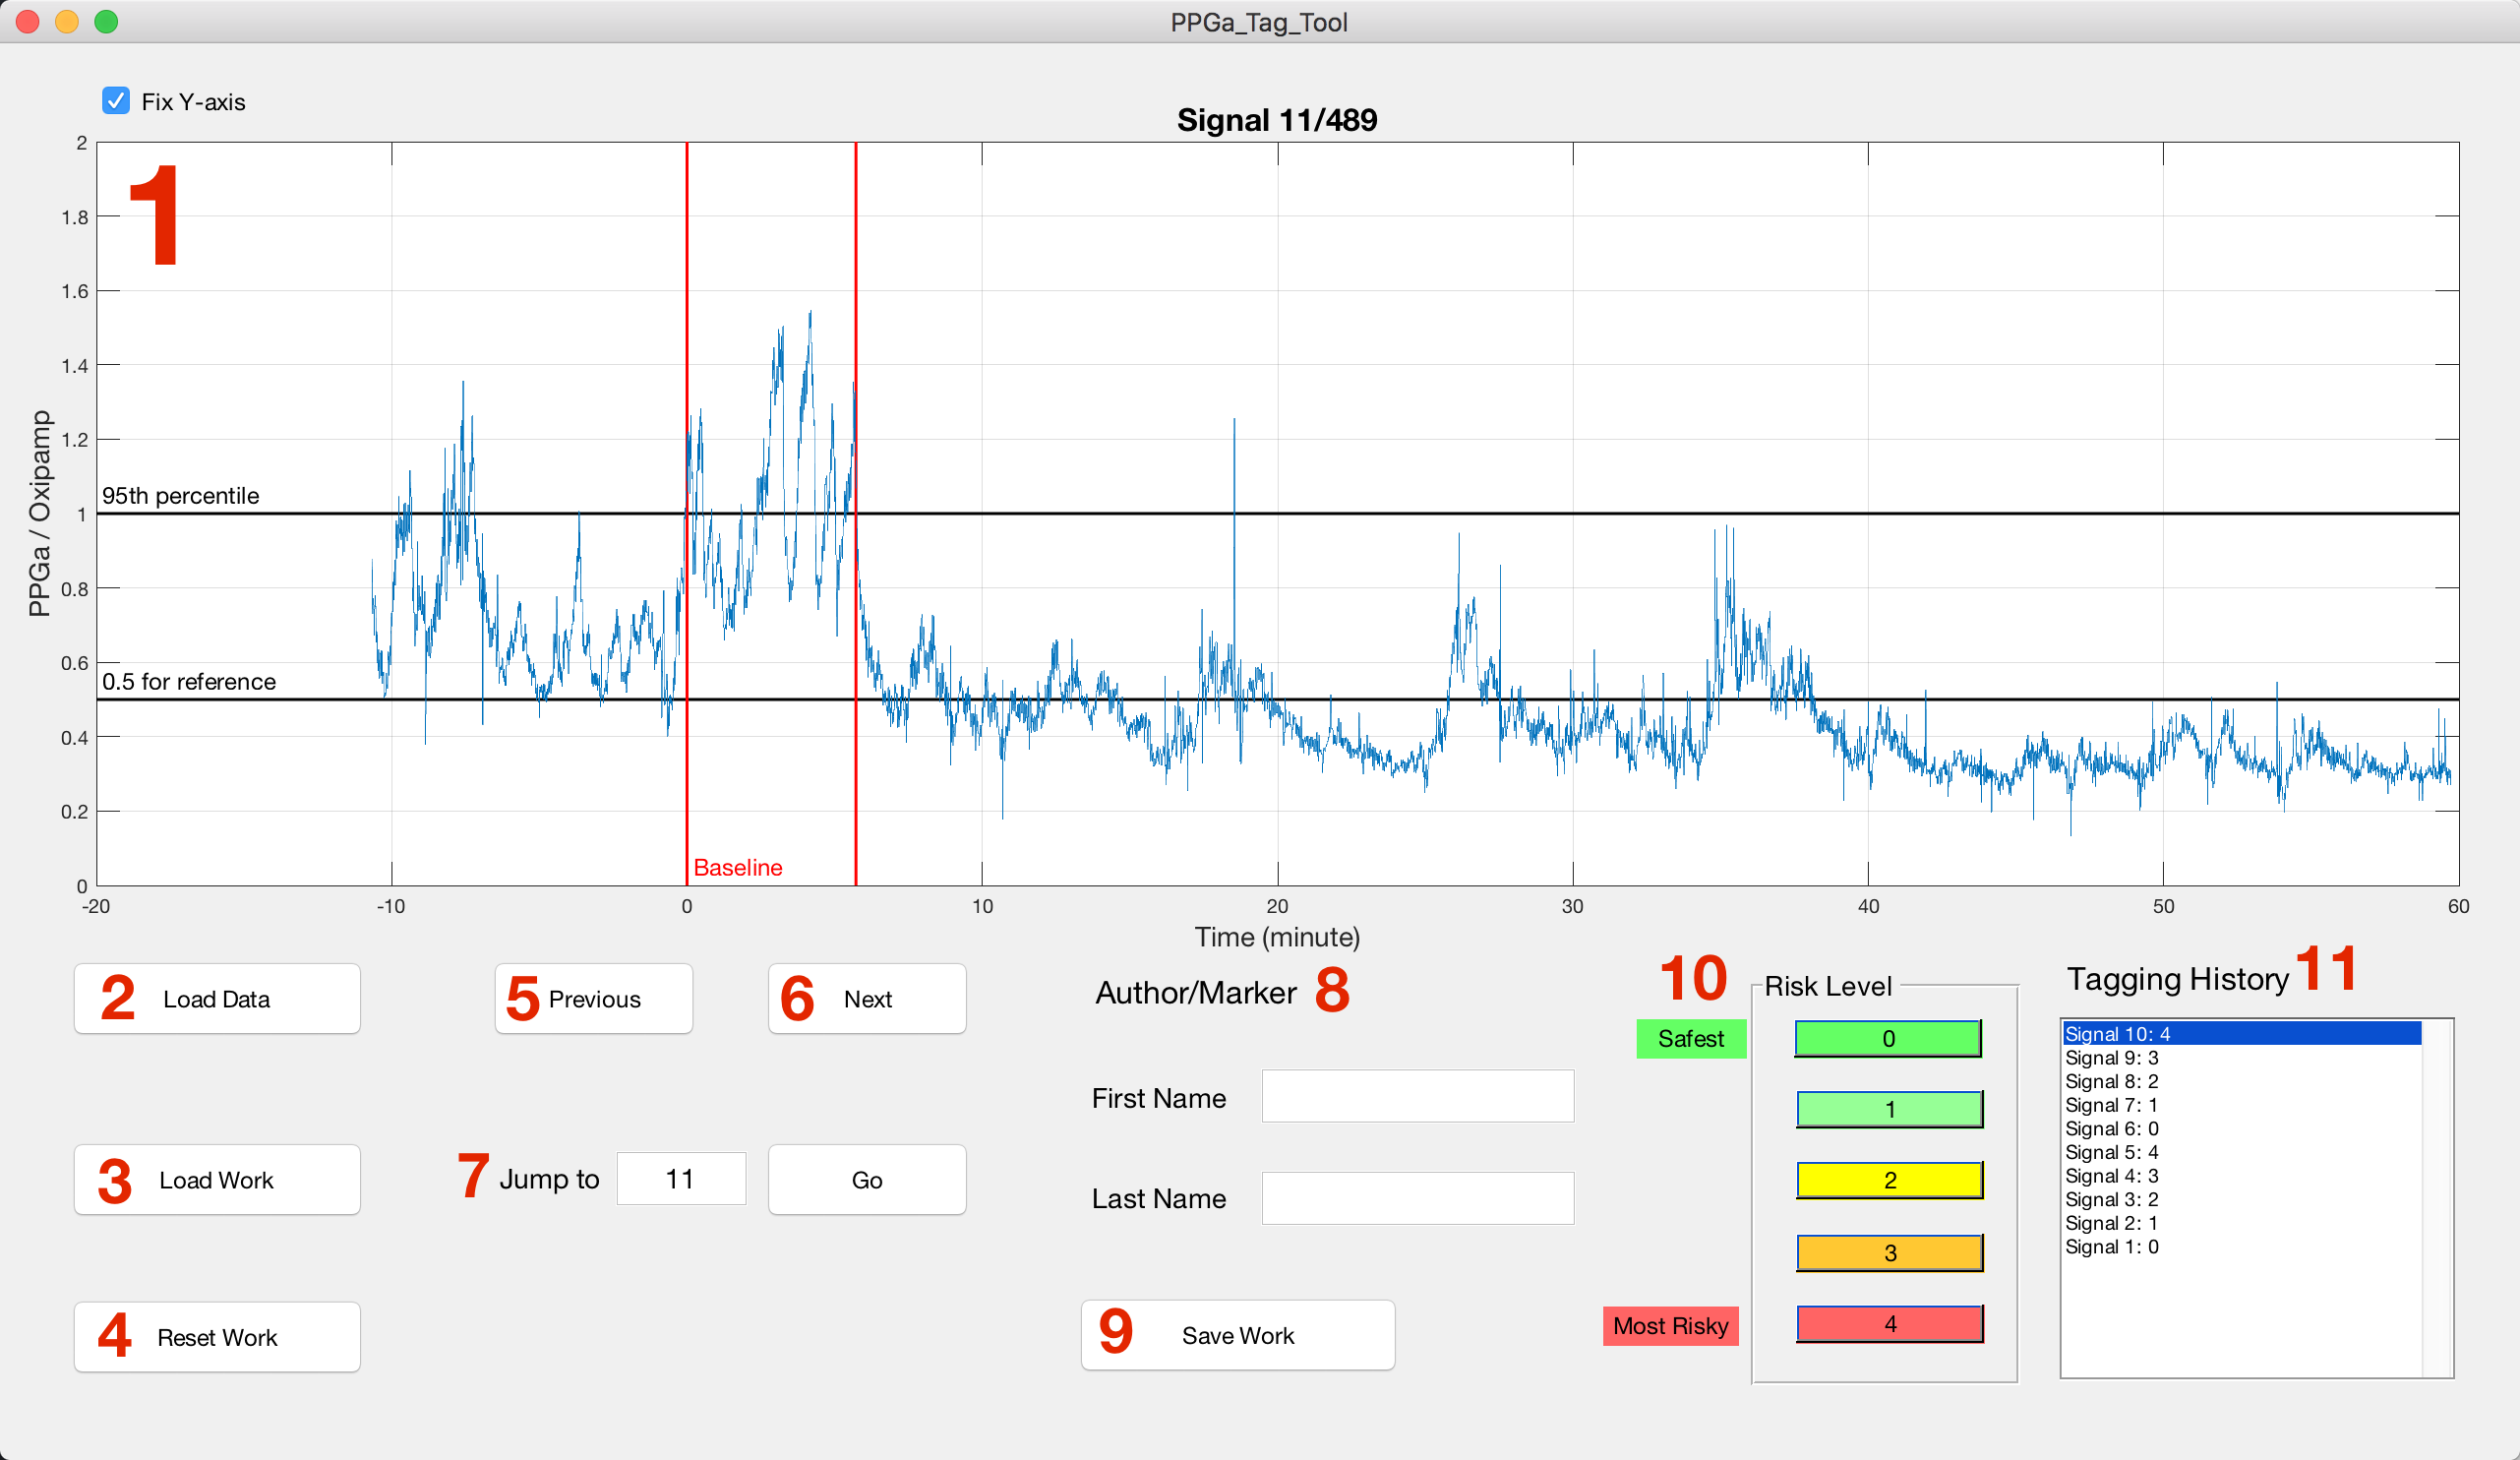 PPGa_Tag_Tool
Fix Y-axis
Signal 11/489
1
PPGa / Oxipamp
2
1.8
1.6
1.4
1.2
1
0.8
0.6
0.4
0.2
0
95th percentile
0.5 for reference
Baseline
-20 -10 0 10 20 30 40 50 60
Time (minute)
2 Load Data
5 Previous
6 Next
3 Load Work
7 Jump to 11 Go
4 Reset Work
Author/Marker 8
First Name
Last Name
9 Save Work
10
Risk Level
Safest 0
1
2
3
Most Risky 4
Tagging History 11
Signal 10: 4
Signal 9: 3
Signal 8: 2
Signal 7: 1
Signal 6: 0
Signal 5: 4
Signal 4: 3
Signal 3: 2
Signal 2: 1
Signal 1: 0